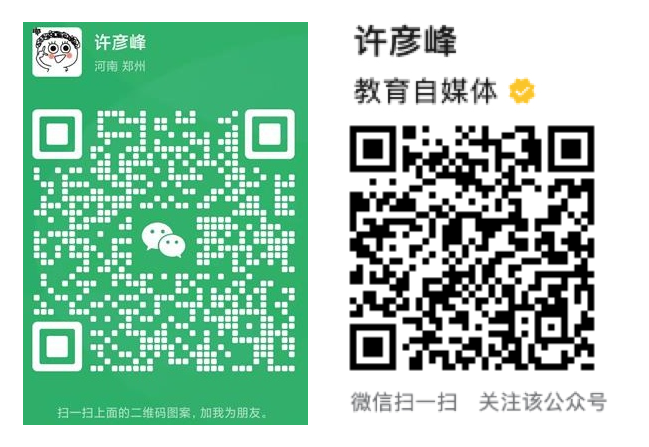 许彦峰
河南 郑州
扫一扫上面的二维码图案，加我为朋友。
许彦峰
教育自媒体
微信扫一扫 关注该公众号